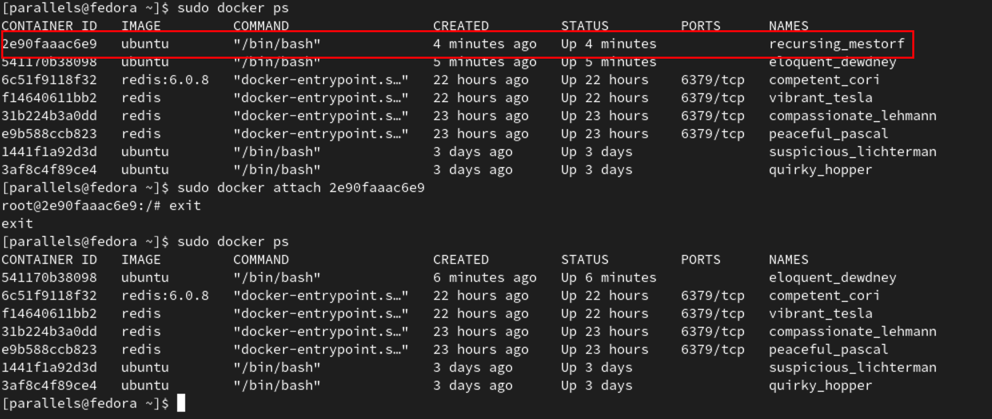 [parallels@fedora ~]$ sudo docker ps
CONTAINER ID   IMAGE         COMMAND                  CREATED         STATUS         PORTS      NAMES
2e90faaac6e9   ubuntu        "/bin/bash"              4 minutes ago   Up 4 minutes              recursing_mestorf
541170b38098   ubuntu        "/bin/bash"              5 minutes ago   Up 5 minutes              eloquent_dewdney
6c51f9118f32   redis:6.0.8   "docker-entrypoint.s…"   22 hours ago    Up 22 hours    6379/tcp   competent_cori
f14640611bb2   redis         "docker-entrypoint.s…"   22 hours ago    Up 22 hours    6379/tcp   vibrant_tesla
31b224b3a0dd   redis         "docker-entrypoint.s…"   23 hours ago    Up 23 hours    6379/tcp   compassionate_lehmann
e9b588ccb823   redis         "docker-entrypoint.s…"   23 hours ago    Up 23 hours    6379/tcp   peaceful_pascal
1441f1a92d3d   ubuntu        "/bin/bash"              3 days ago      Up 3 days                 suspicious_lichterman
3af8c4f89ce4   ubuntu        "/bin/bash"              3 days ago      Up 3 days                 quirky_hopper
[parallels@fedora ~]$ sudo docker attach 2e90faaac6e9
root@2e90faaac6e9:/# exit
exit
[parallels@fedora ~]$ sudo docker ps
CONTAINER ID   IMAGE         COMMAND                  CREATED         STATUS         PORTS      NAMES
541170b38098   ubuntu        "/bin/bash"              6 minutes ago   Up 6 minutes              eloquent_dewdney
6c51f9118f32   redis:6.0.8   "docker-entrypoint.s…"   22 hours ago    Up 22 hours    6379/tcp   competent_cori
f14640611bb2   redis         "docker-entrypoint.s…"   22 hours ago    Up 22 hours    6379/tcp   vibrant_tesla
31b224b3a0dd   redis         "docker-entrypoint.s…"   23 hours ago    Up 23 hours    6379/tcp   compassionate_lehmann
e9b588ccb823   redis         "docker-entrypoint.s…"   23 hours ago    Up 23 hours    6379/tcp   peaceful_pascal
1441f1a92d3d   ubuntu        "/bin/bash"              3 days ago      Up 3 days                 suspicious_lichterman
3af8c4f89ce4   ubuntu        "/bin/bash"              3 days ago      Up 3 days                 quirky_hopper
[parallels@fedora ~]$